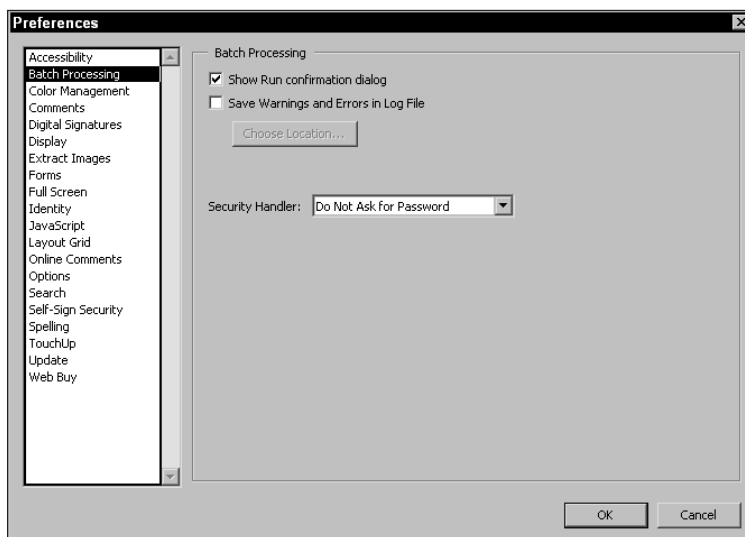 Preferences
Accessibility
Batch Processing
Color Management
Comments
Digital Signatures
Display
Extract Images
Forms
Full Screen
Identity
JavaScript
Layout Grid
Online Comments
Options
Search
Self-Sign Security
Spelling
TouchUp
Update
Web Buy
Batch Processing
Show Run confirmation dialog
Save Warnings and Errors in Log File
Choose Location...
Security Handler: Do Not Ask for Password
OK Cancel